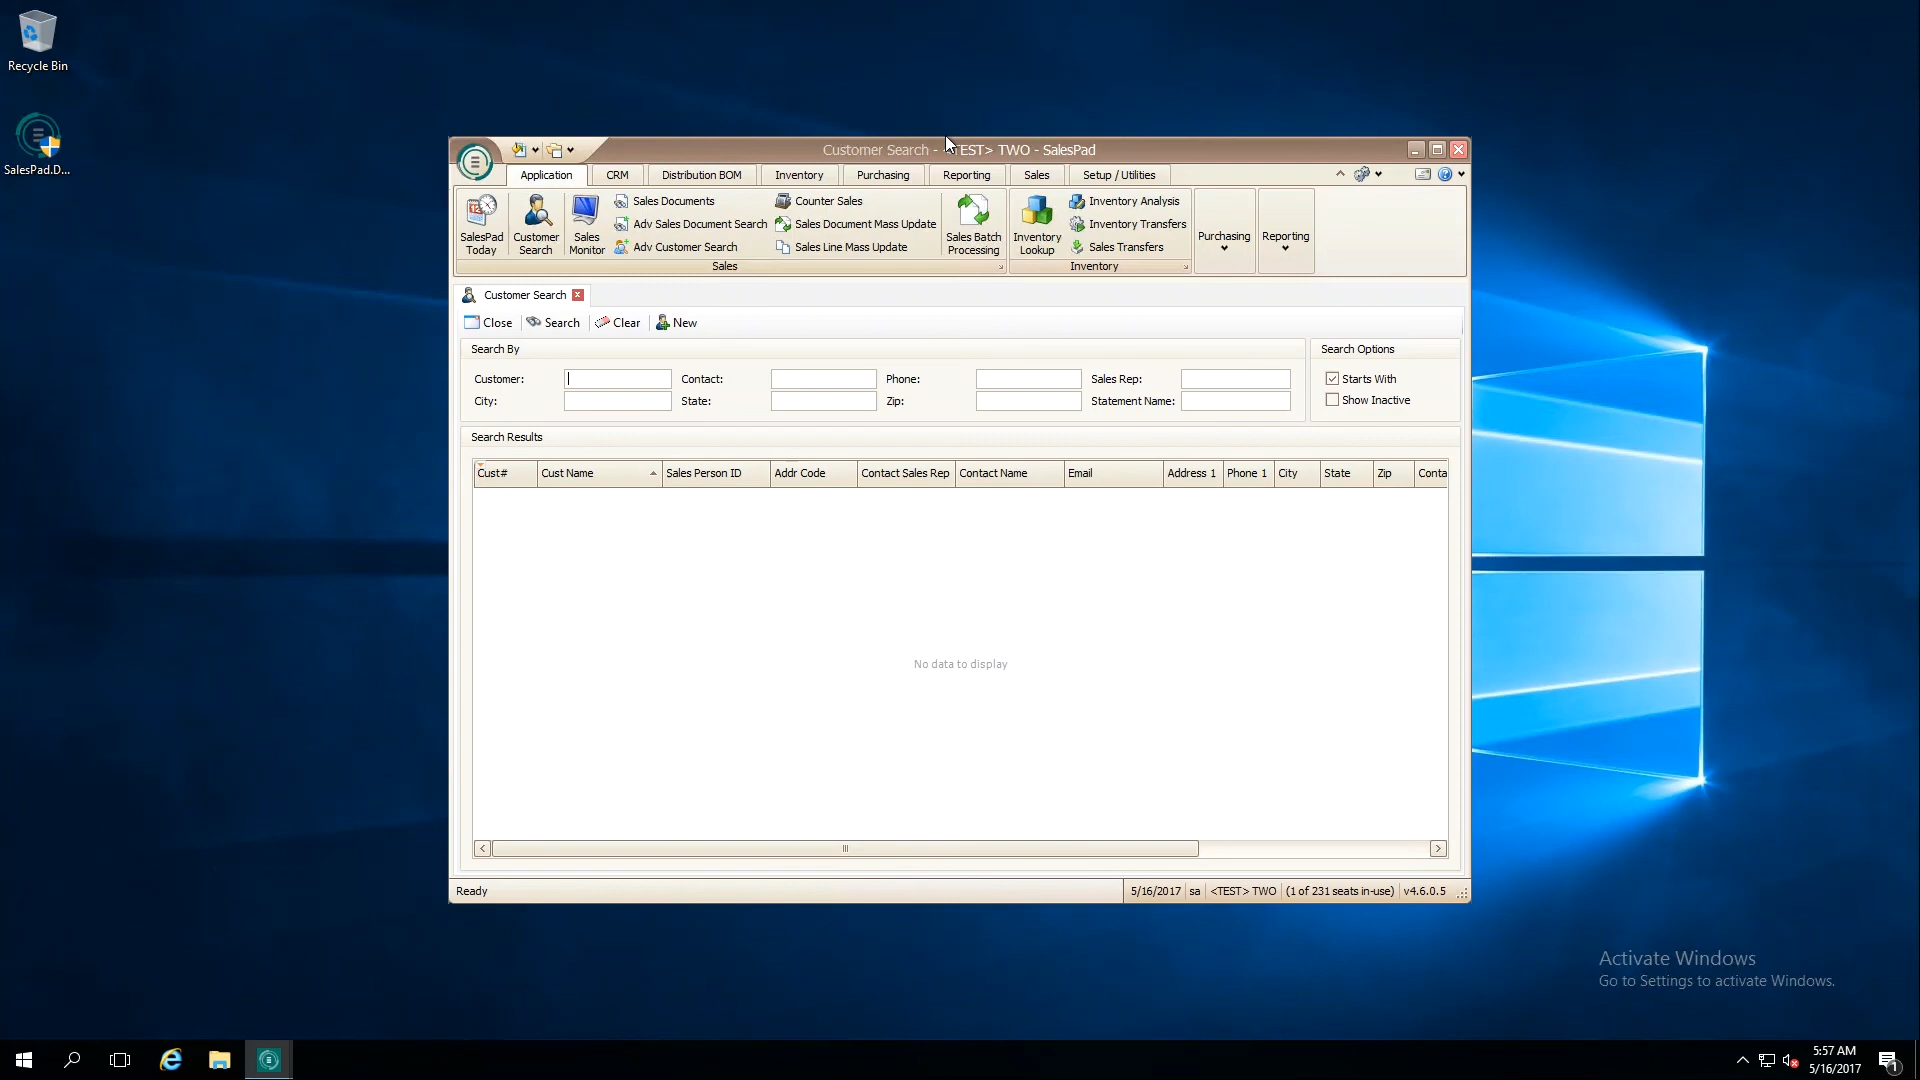 Recycle Bin
SalesPad.D...
Customer Search - <TEST> TWO - SalesPad
Application CRM Distribution BOM Inventory Purchasing Reporting Sales Setup / Utilities
SalesPad Today
Customer Search
Sales Monitor
Sales Documents
Adv Sales Document Search
Adv Customer Search
Counter Sales
Sales Document Mass Update
Sales Line Mass Update
Sales Batch Processing
Inventory Lookup
Inventory Analysis
Inventory Transfers
Sales Transfers
Purchasing
Reporting
Sales
Inventory
Customer Search
Close Search Clear New
Search By
Search Options
Customer: Contact: Phone: Sales Rep:
Starts With
City: State: Zip: Statement Name:
Show Inactive
Search Results
Cust# Cust Name Sales Person ID Addr Code Contact Sales Rep Contact Name Email Address 1 Phone 1 City State Zip Conta
No data to display
Ready
5/16/2017 sa <TEST> TWO (1 of 231 seats in-use) v4.6.0.5
Activate Windows
Go to Settings to activate Windows.
5:57 AM
5/16/2017
1